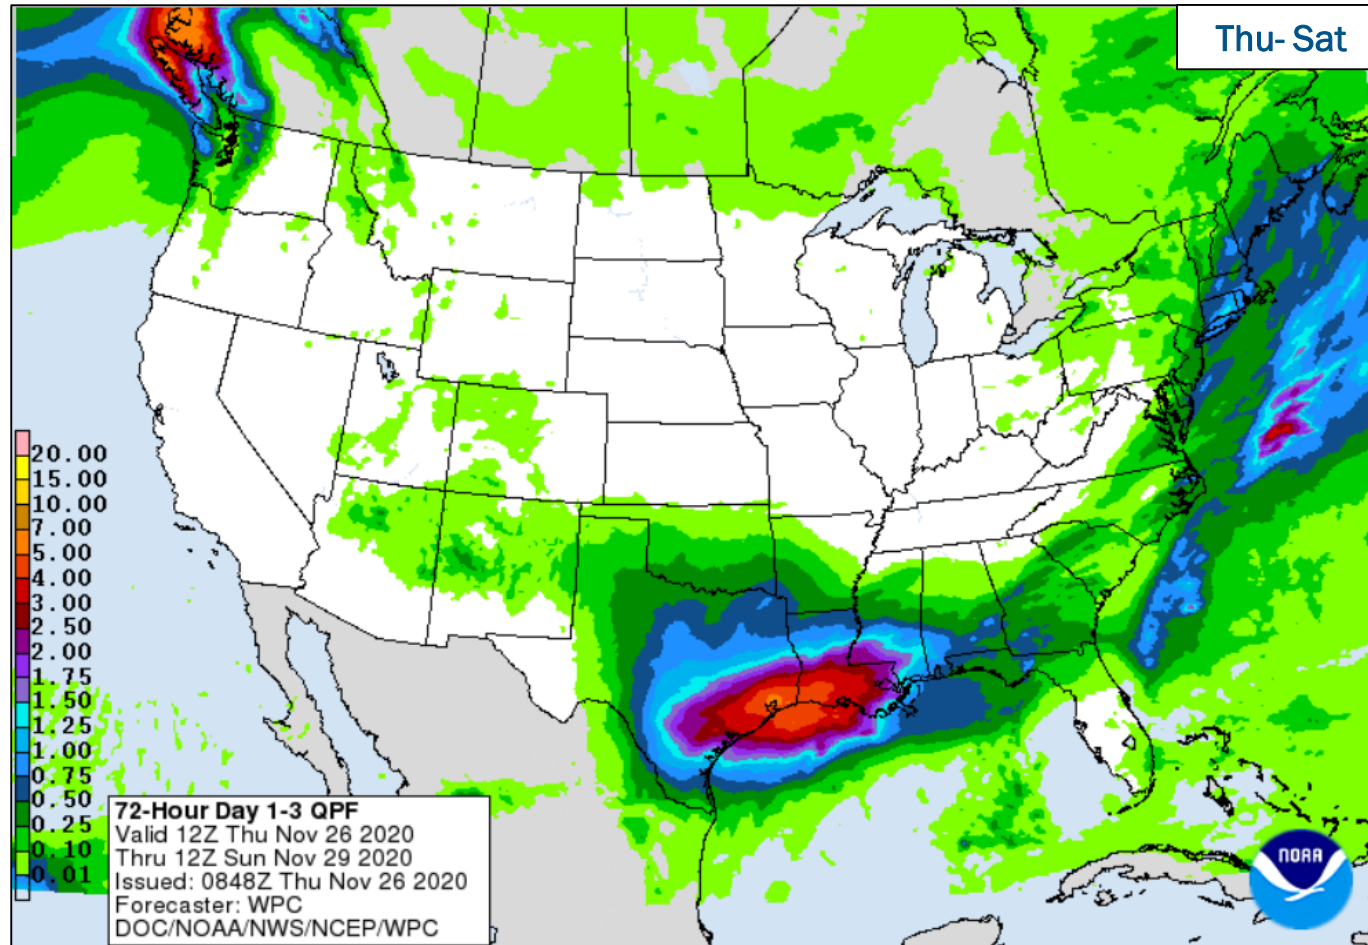 Thu- Sat
20.00
15.00
10.00
7.00
5.00
4.00
3.00
2.50
2.00
1.75
1.50
1.25
1.00
0.75
0.50
0.25
0.10
0.01
72-Hour Day 1-3 QPF
Valid 12Z Thu Nov 26 2020
Thru 12Z Sun Nov 29 2020
Issued: 0848Z Thu Nov 26 2020
Forecaster: WPC
DOC/NOAA/NWS/NCEP/WPC
NOAA